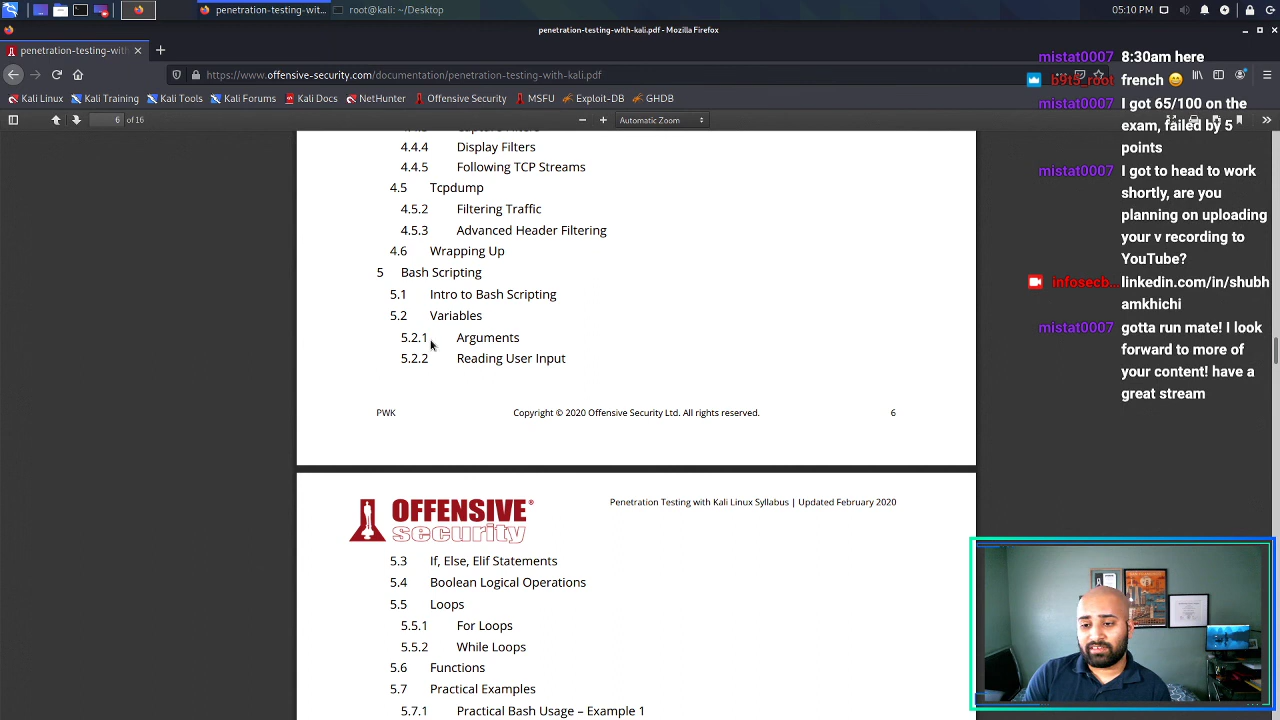 penetration-testing-with-
root@kali: ~/Desktop
05:10 PM
penetration-testing-with-kali.pdf - Mozilla Firefox
penetration-testing-with
https://www.offensive-security.com/documentation/penetration-testing-with-kali.pdf
Kali Linux
Kali Training
Kali Tools
Kali Forums
Kali Docs
NetHunter
Offensive Security
MSFU
Exploit-DB
GHDB
6 of 16
Automatic Zoom
4.4.4 Display Filters
4.4.5 Following TCP Streams
4.5 Tcpdump
4.5.2 Filtering Traffic
4.5.3 Advanced Header Filtering
4.6 Wrapping Up
5 Bash Scripting
5.1 Intro to Bash Scripting
5.2 Variables
5.2.1 Arguments
5.2.2 Reading User Input
PWK Copyright © 2020 Offensive Security Ltd. All rights reserved. 6
OFFENSIVE®
security
Penetration Testing with Kali Linux Syllabus | Updated February 2020
5.3 If, Else, Elif Statements
5.4 Boolean Logical Operations
5.5 Loops
5.5.1 For Loops
5.5.2 While Loops
5.6 Functions
5.7 Practical Examples
5.7.1 Practical Bash Usage – Example 1
mistat0007 8:30am here
b9t5_root french 😊
mistat0007 I got 65/100 on the
exam, failed by 5
points
mistat0007 I got to head to work
shortly, are you
planning on uploading
your v recording to
YouTube?
infosecb... linkedin.com/in/shubh
amkhichi
mistat0007 gotta run mate! I look
forward to more of
your content! have a
great stream